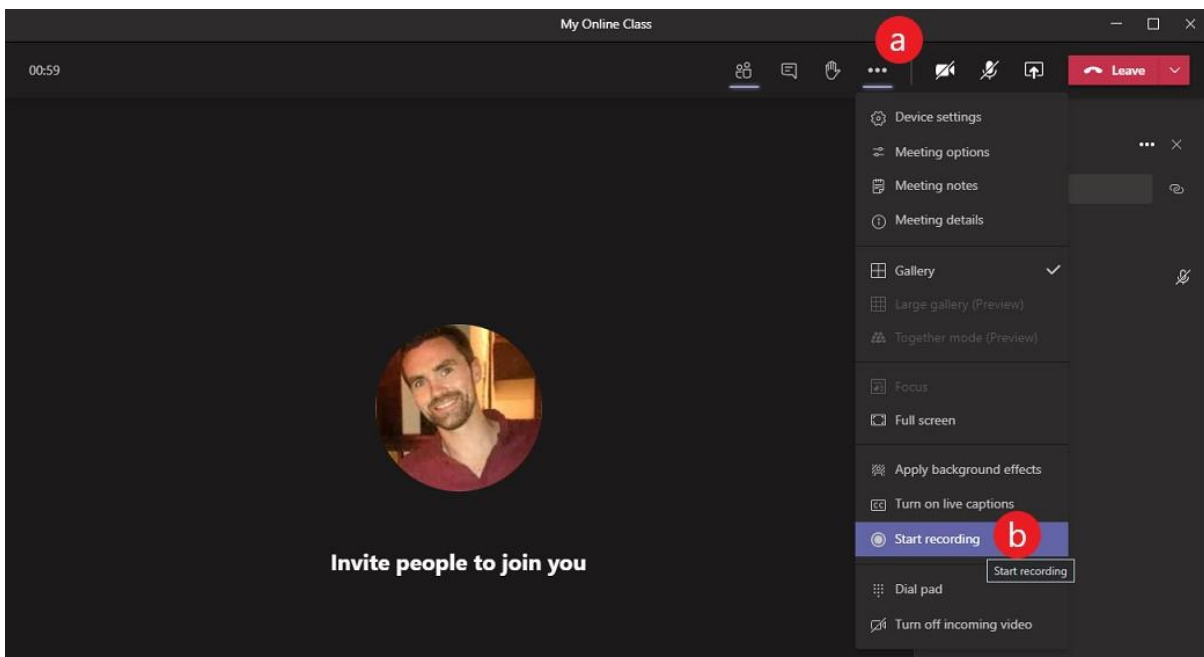 My Online Class
a
00:59
Leave
Device settings
Meeting options
Meeting notes
Meeting details
Gallery
Large gallery (Preview)
Together mode (Preview)
Focus
Full screen
Apply background effects
CC Turn on live captions
Start recording b
Start recording
Invite people to join you
Dial pad
Turn off incoming video